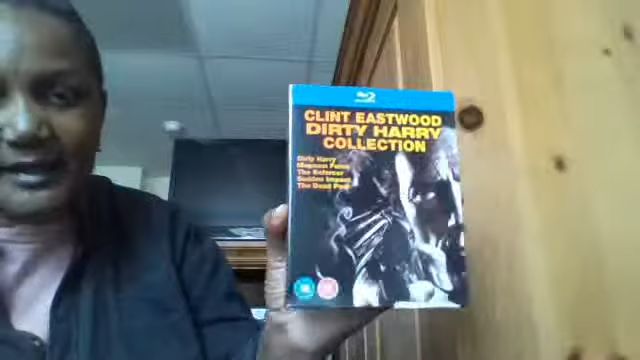 CLINT EASTWOOD
DIRTY HARRY
COLLECTION
Dirty Harry
Magnum Force
The Enforcer
Sudden Impact
The Dead Pool